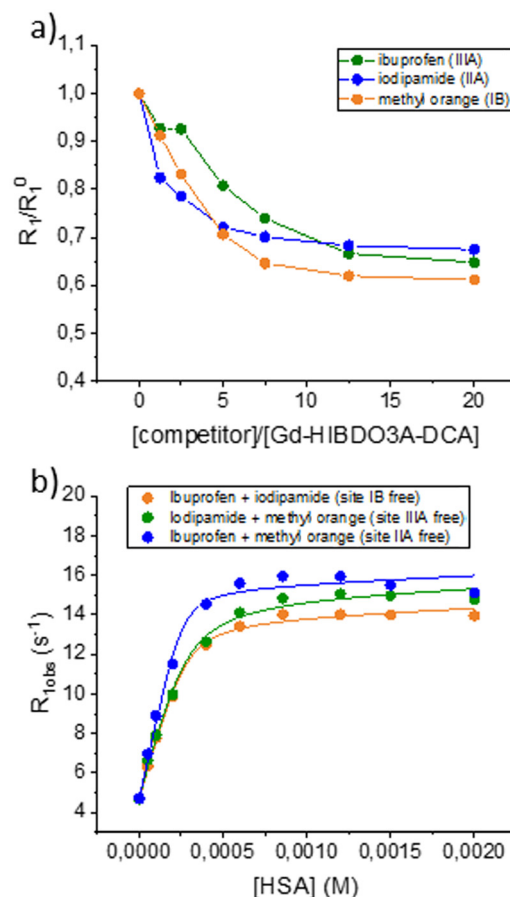 a)
1,1
1,0
0,9
0,8
0,7
0,6
0,5
0,4
R₁/R₁⁰
ibuprofen (IIIA)
iodipamide (IIA)
methyl orange (IB)
0 5 10 15 20
[competitor]/[Gd-HIBDO3A-DCA]
b)
Ibuprofen + iodipamide (site IB free)
Iodipamide + methyl orange (site IIIA free)
Ibuprofen + methyl orange (site IIA free)
20
18
16
14
12
10
8
6
4
R₁obs (s⁻¹)
0,0000 0,0005 0,0010 0,0015 0,0020
[HSA] (M)